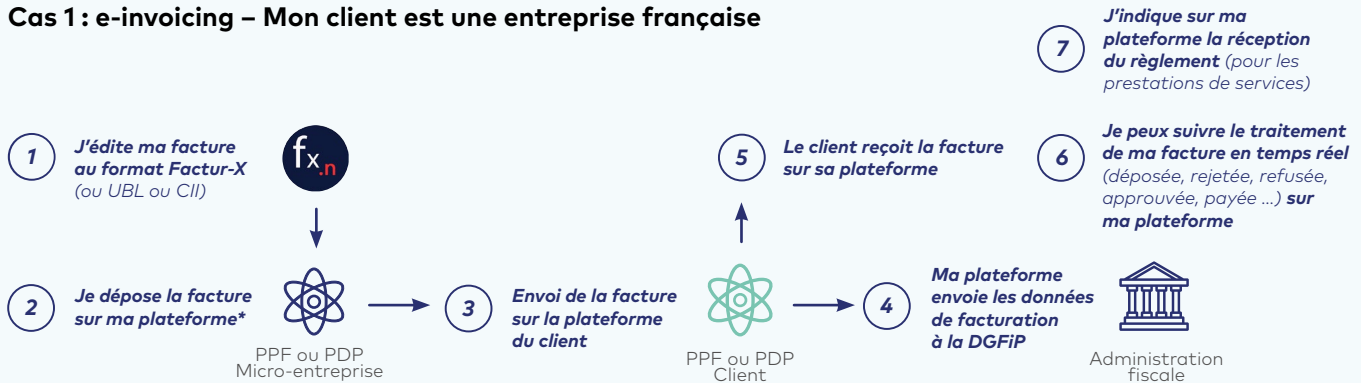 Cas 1 : e-invoicing – Mon client est une entreprise française
1
J'édite ma facture
au format Factur-X
(ou UBL ou CII)
fx.n
2
Je dépose la facture
sur ma plateforme*
PPF ou PDP
Micro-entreprise
3
Envoi de la facture
sur la plateforme
du client
PPF ou PDP
Client
4
Ma plateforme
envoie les données
de facturation
à la DGFiP
Administration
fiscale
5
Le client reçoit la facture
sur sa plateforme
6
Je peux suivre le traitement
de ma facture en temps réel
(déposée, rejetée, refusée,
approuvée, payée ...) sur
ma plateforme
7
J'indique sur ma
plateforme la réception
du règlement (pour les
prestations de services)